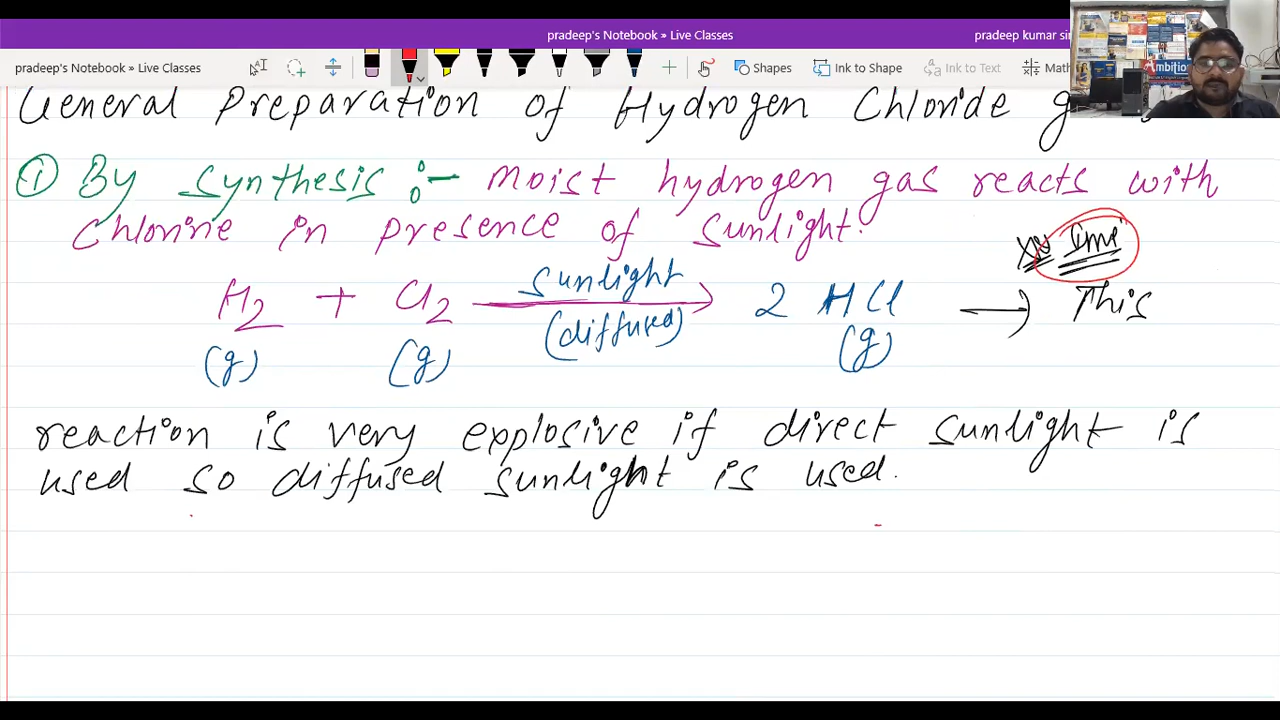 pradeep's Notebook » Live Classes
pradeep kumar
pradeep's Notebook » Live Classes
Shapes
Ink to Shape
Ink to Text
Math
Ambition
General Preparation of Hydrogen Chloride
① By synthesis :- Moist hydrogen gas reacts with
Chlorine in presence of sunlight.
Imp
H2 + Cl2 sunlight (diffused) 2 HCl → This
(g) (g) (g)
reaction is very explosive if direct sunlight is
used so diffused sunlight is used.